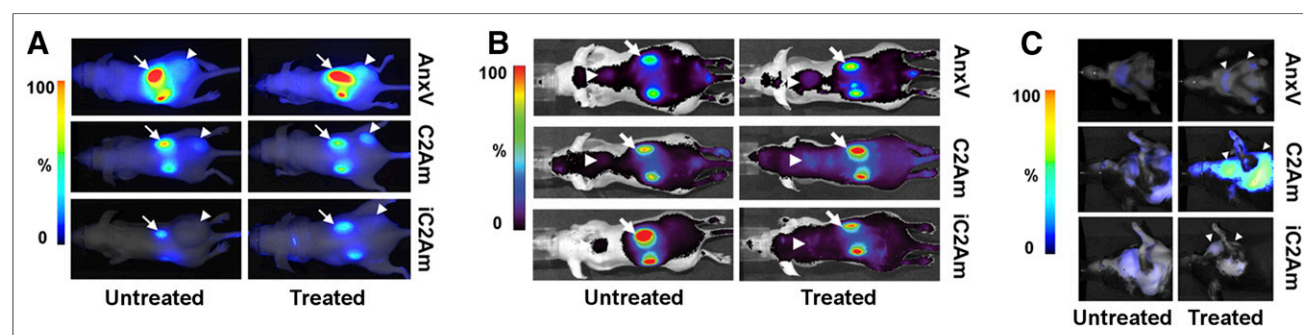 A
100
%
0
AnxV
C2Am
iC2Am
Untreated Treated
B
100
%
0
AnxV
C2Am
iC2Am
Untreated Treated
C
100
%
0
AnxV
C2Am
iC2Am
Untreated Treated